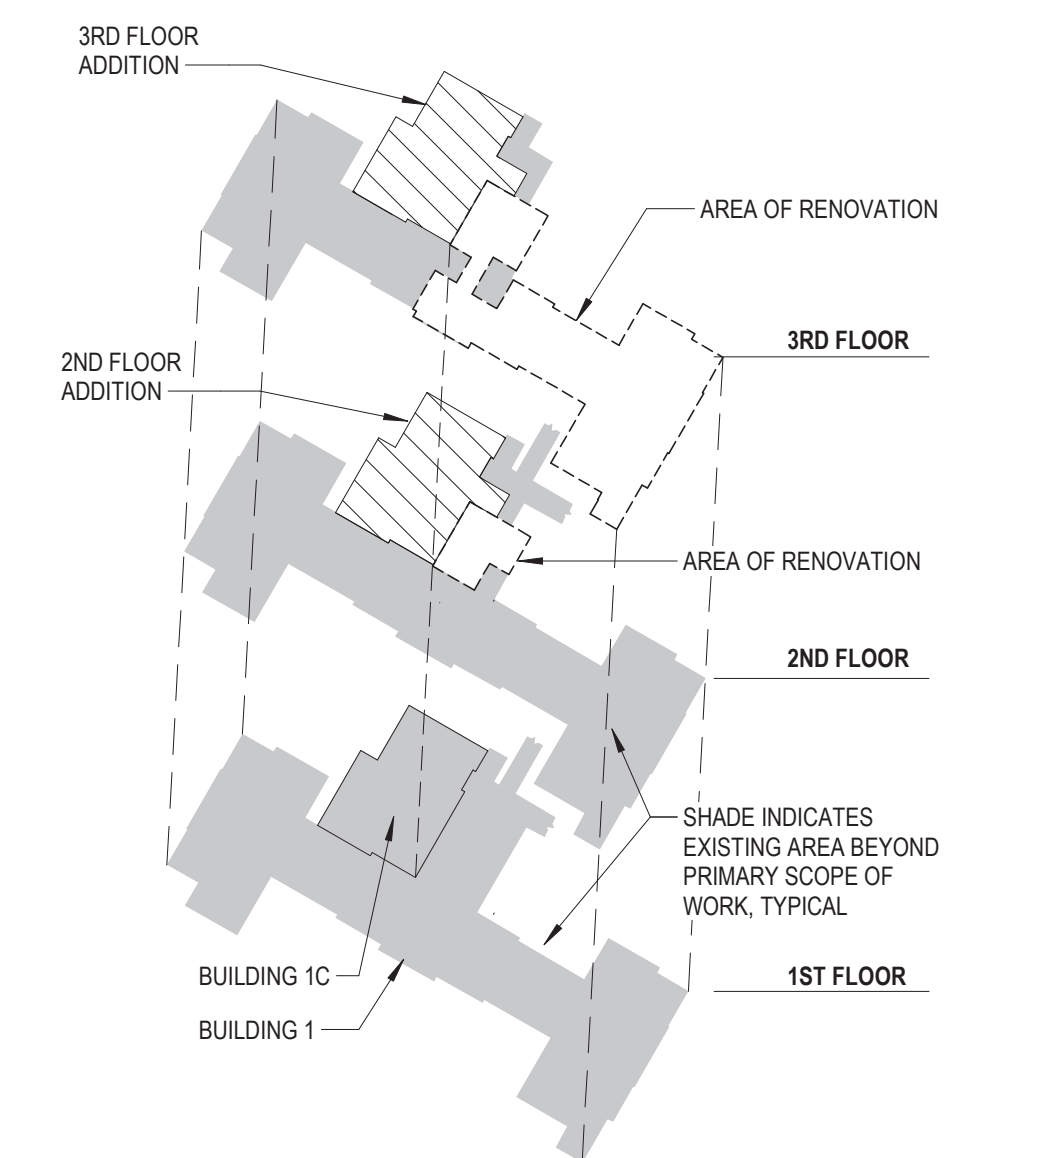 3RD FLOOR
ADDITION
AREA OF RENOVATION
3RD FLOOR
2ND FLOOR
ADDITION
AREA OF RENOVATION
2ND FLOOR
SHADE INDICATES
EXISTING AREA BEYOND
PRIMARY SCOPE OF
WORK, TYPICAL
BUILDING 1C
1ST FLOOR
BUILDING 1